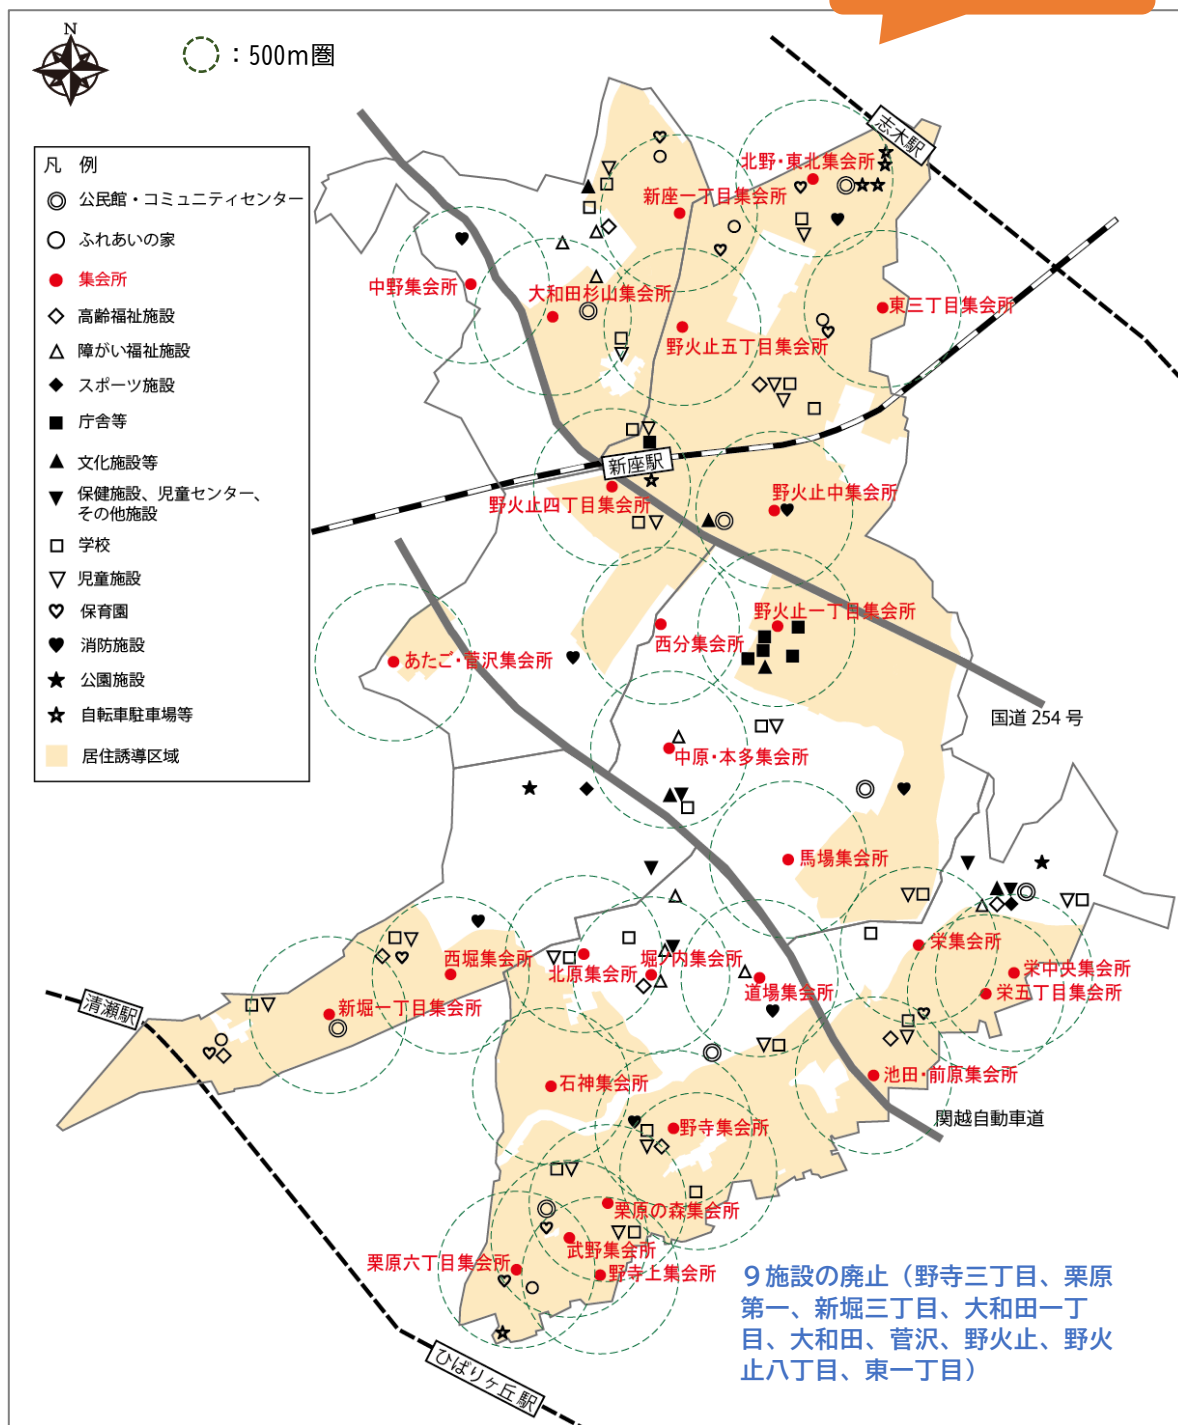 N
：500m圏
凡　例
公民館・コミュニティセンター
ふれあいの家
集会所
高齢福祉施設
障がい福祉施設
スポーツ施設
庁舎等
文化施設等
保健施設、児童センター、
その他施設
学校
児童施設
保育園
消防施設
公園施設
自転車駐車場等
居住誘導区域
志木駅
北野・東北集会所
新座一丁目集会所
中野集会所
大和田杉山集会所
東三丁目集会所
野火止五丁目集会所
新座駅
野火止四丁目集会所
野火止中集会所
野火止一丁目集会所
西分集会所
あたご・菅沢集会所
国道 254 号
中原・本多集会所
馬場集会所
栄集会所
西堀集会所
北原集会所
堀ノ内集会所
道場集会所
栄中央集会所
栄五丁目集会所
清瀬駅
新堀一丁目集会所
石神集会所
池田・前原集会所
関越自動車道
野寺集会所
栗原の森集会所
武野集会所
栗原六丁目集会所
野寺上集会所
ひばりヶ丘駅
９施設の廃止（野寺三丁目、栗原
第一、新堀三丁目、大和田一丁
目、大和田、菅沢、野火止、野火
止八丁目、東一丁目）